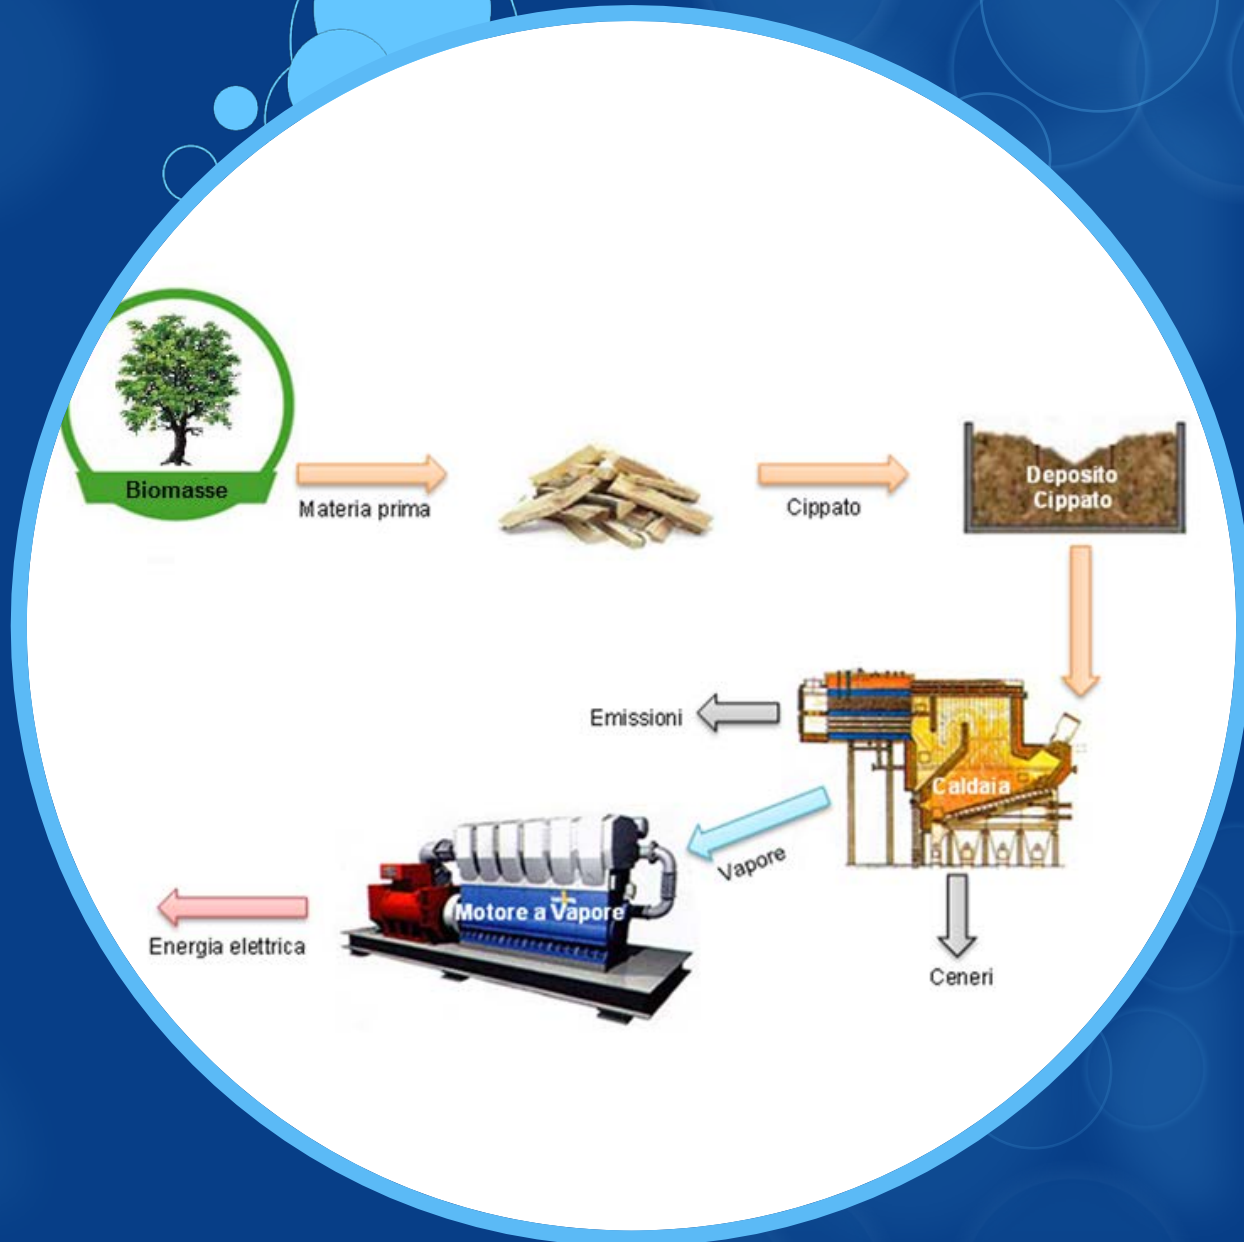 Biomasse
Materia prima
Cippato
Deposito
Cippato
Emissioni
Caldaia
Vapore
Motore a Vapore
Energia elettrica
Ceneri